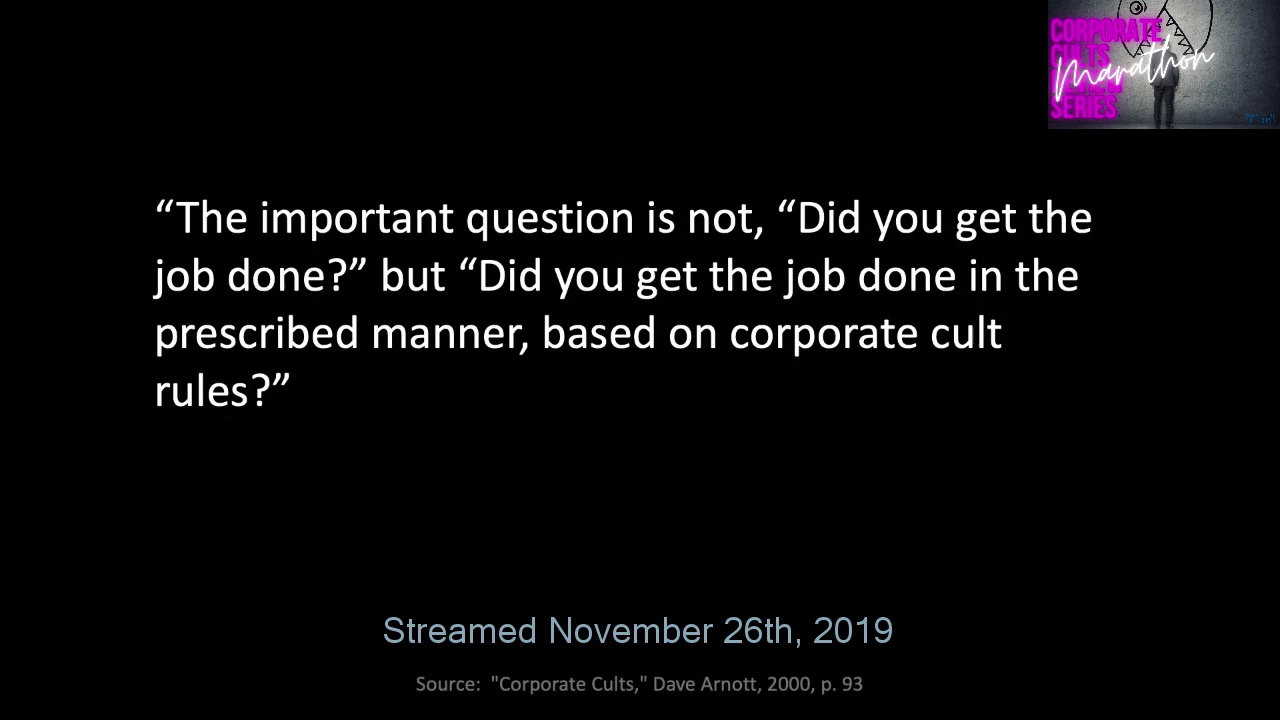 CORPORATE
CULTS
Marathon
SERIES
“The important question is not, “Did you get the
job done?” but “Did you get the job done in the
prescribed manner, based on corporate cult
rules?”
Streamed November 26th, 2019
Source: "Corporate Cults," Dave Arnott, 2000, p. 93